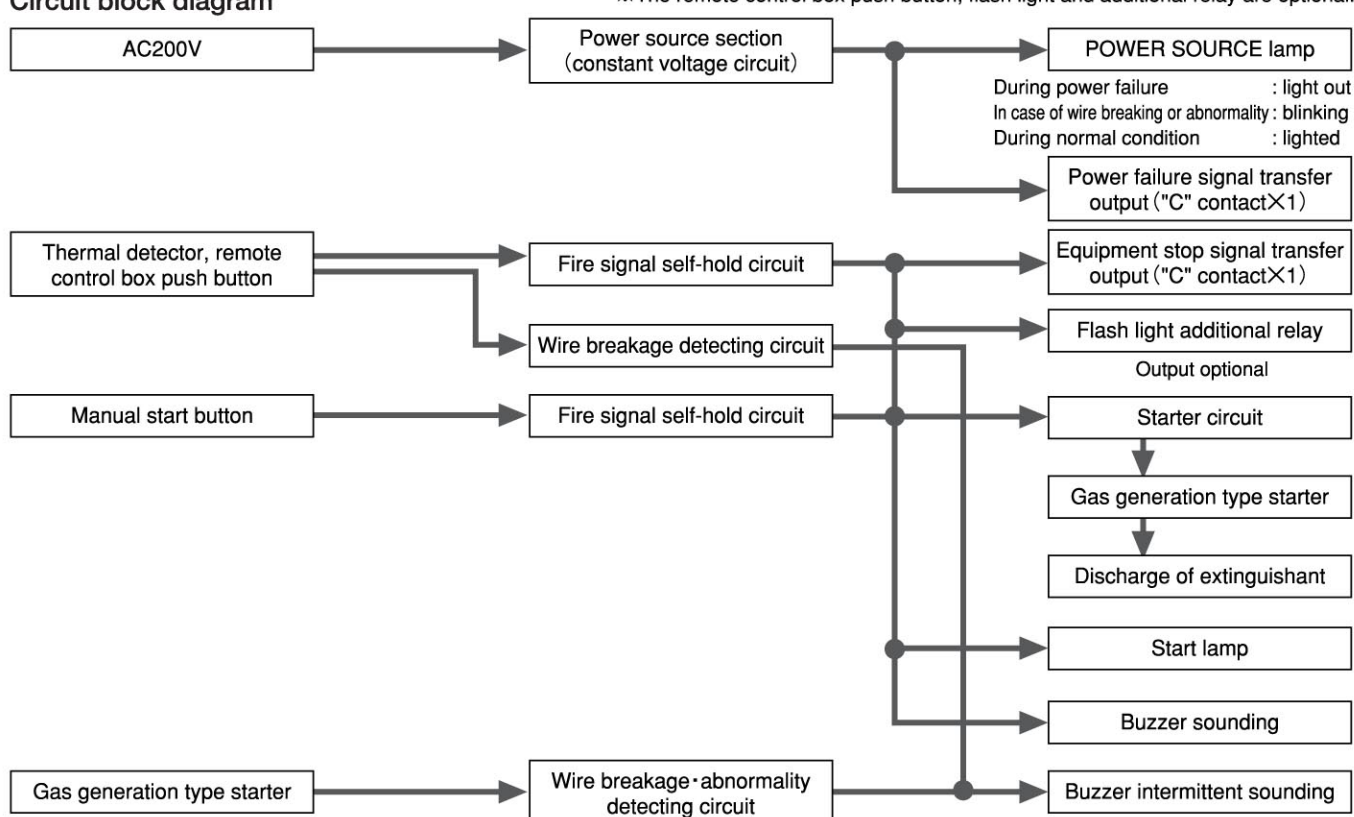 Circuit block diagram
※The remote control box push button, flash light and additional relay are optional.
AC200V
Power source section
(constant voltage circuit)
POWER SOURCE lamp
During power failure : light out
In case of wire breaking or abnormality : blinking
During normal condition : lighted
Power failure signal transfer
output ("C" contact×1)
Thermal detector, remote
control box push button
Fire signal self-hold circuit
Equipment stop signal transfer
output ("C" contact×1)
Wire breakage detecting circuit
Flash light additional relay
Output optional
Manual start button
Fire signal self-hold circuit
Starter circuit
Gas generation type starter
Discharge of extinguishant
Start lamp
Buzzer sounding
Gas generation type starter
Wire breakage・abnormality
detecting circuit
Buzzer intermittent sounding